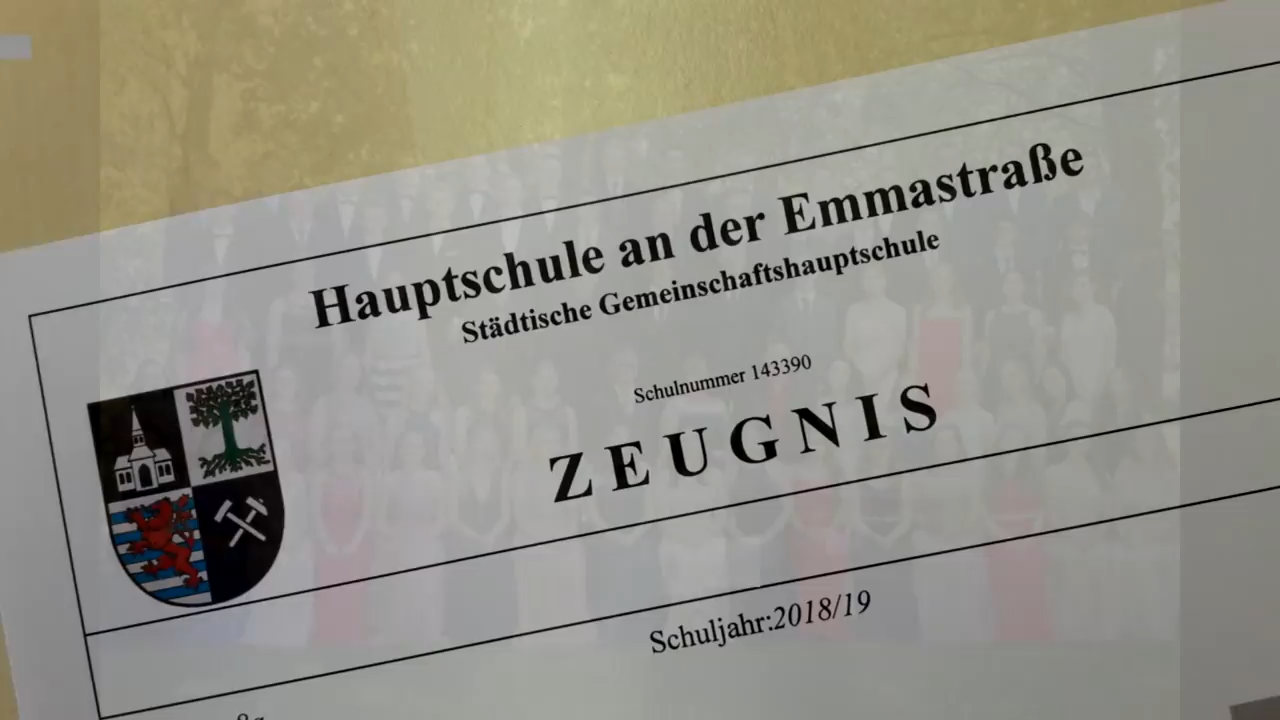 Hauptschule an der Emmastraße
Städtische Gemeinschaftshauptschule
Schulnummer 143390
ZEUGNIS
Schuljahr:2018/19